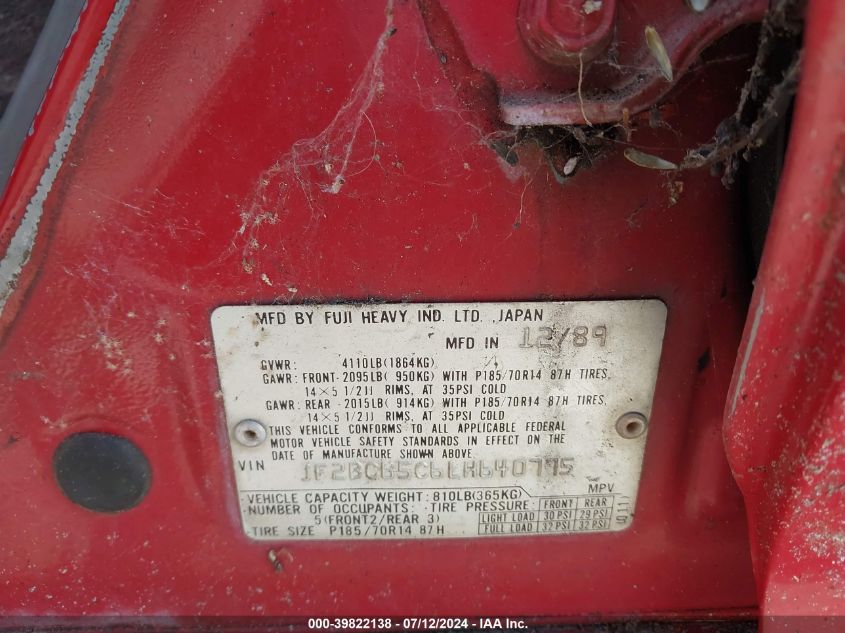 MFD BY FUJI HEAVY IND. LTD. ,JAPAN
MFD IN 12/89
GVWR: 4110LB(1864KG)
GAWR: FRONT-2095LB( 950KG) WITH P185/70R14 87H TIRES,
14×5 1/2JJ RIMS, AT 35PSI COLD
GAWR: REAR -2015LB( 914KG) WITH P185/70R14 87H TIRES,
14×5 1/2JJ RIMS, AT 35PSI COLD
THIS VEHICLE CONFORMS TO ALL APPLICABLE FEDERAL
MOTOR VEHICLE SAFETY STANDARDS IN EFFECT ON THE
DATE OF MANUFACTURE SHOWN ABOVE.
VIN JF2BC65C6LH640775
MPV
VEHICLE CAPACITY WEIGHT: 810LB(365KG)
NUMBER OF OCCUPANTS: TIRE PRESSURE: FRONT REAR
5(FRONT2/REAR 3) LIGHT LOAD 30 PSI 29 PSI
TIRE SIZE P185/70R14 87H FULL LOAD 32 PSI 32 PSI
000-39822138 - 07/12/2024 - IAA Inc.